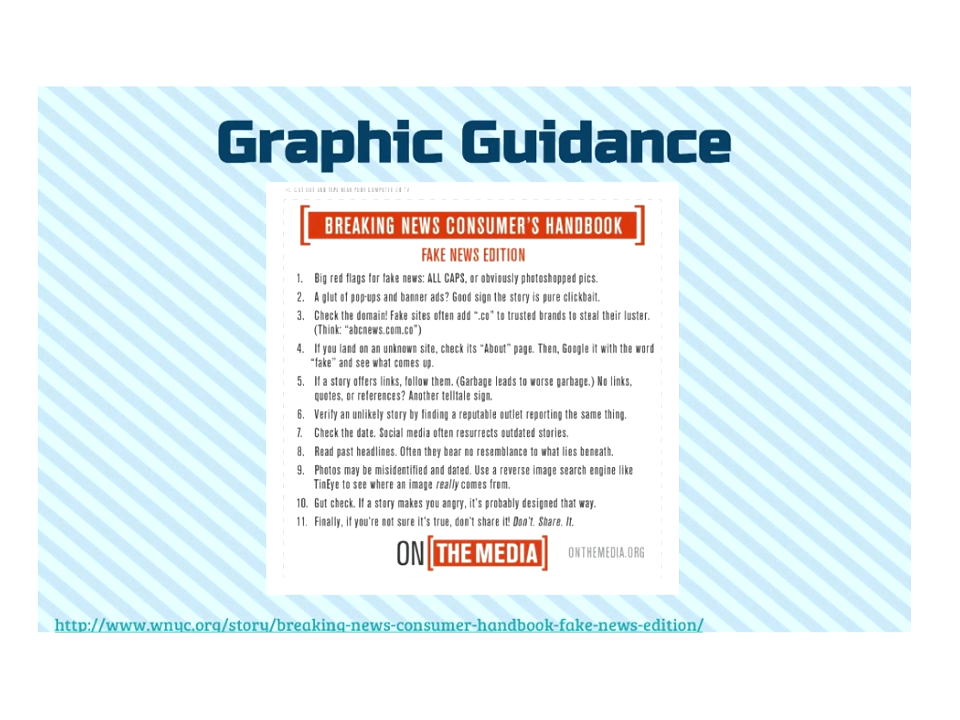 Graphic Guidance
CUT OUT AND TAPE NEAR YOUR COMPUTER OR TV
BREAKING NEWS CONSUMER'S HANDBOOK
FAKE NEWS EDITION
1. Big red flags for fake news: ALL CAPS, or obviously photoshopped pics.
2. A glut of pop-ups and banner ads? Good sign the story is pure clickbait.
3. Check the domain! Fake sites often add ".co" to trusted brands to steal their luster.
(Think: "abcnews.com.co")
4. If you land on an unknown site, check its "About" page. Then, Google it with the word
"fake" and see what comes up.
5. If a story offers links, follow them. (Garbage leads to worse garbage.) No links,
quotes, or references? Another telltale sign.
6. Verify an unlikely story by finding a reputable outlet reporting the same thing.
7. Check the date. Social media often resurrects outdated stories.
8. Read past headlines. Often they bear no resemblance to what lies beneath.
9. Photos may be misidentified and dated. Use a reverse image search engine like
TinEye to see where an image really comes from.
10. Gut check. If a story makes you angry, it's probably designed that way.
11. Finally, if you're not sure it's true, don't share it! Don't. Share. It.
ON [THE MEDIA] ONTHEMEDIA.ORG
http://www.wnyc.org/story/breaking-news-consumer-handbook-fake-news-edition/